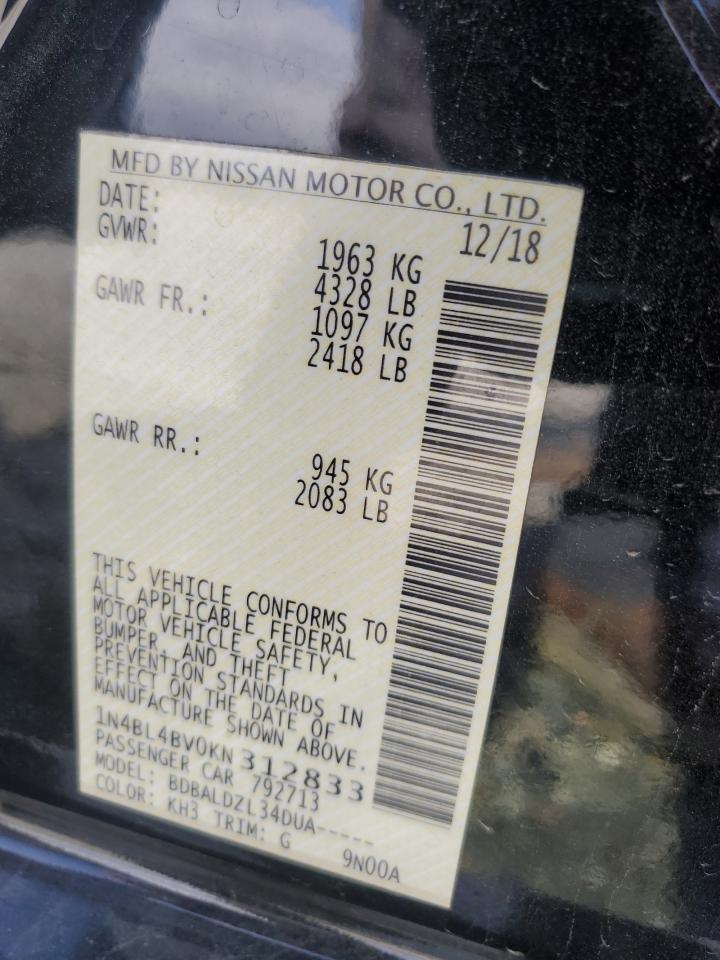 MFD BY NISSAN MOTOR CO., LTD.
DATE: 12/18
GVWR: 1963 KG
4328 LB
GAWR FR.: 1097 KG
2418 LB
GAWR RR.: 945 KG
2083 LB
THIS VEHICLE CONFORMS TO
ALL APPLICABLE FEDERAL
MOTOR VEHICLE SAFETY,
BUMPER, AND THEFT
PREVENTION STANDARDS IN
EFFECT ON THE DATE OF
MANUFACTURE SHOWN ABOVE.
1N4BL4BV0KN312833
PASSENGER CAR 792713
MODEL: BDBALDZL34DUA-----
COLOR: KH3 TRIM: G 9N00A